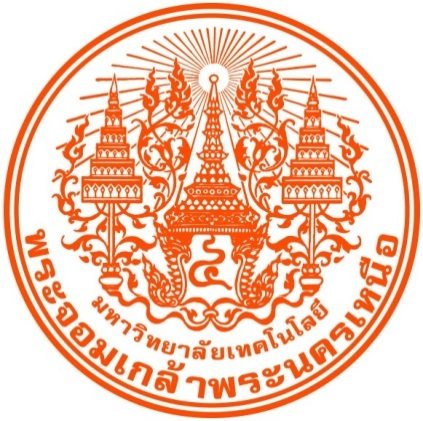 ๔
มหาวิทยาลัยเทคโนโลยี
พระจอมเกล้าพระนครเหนือ